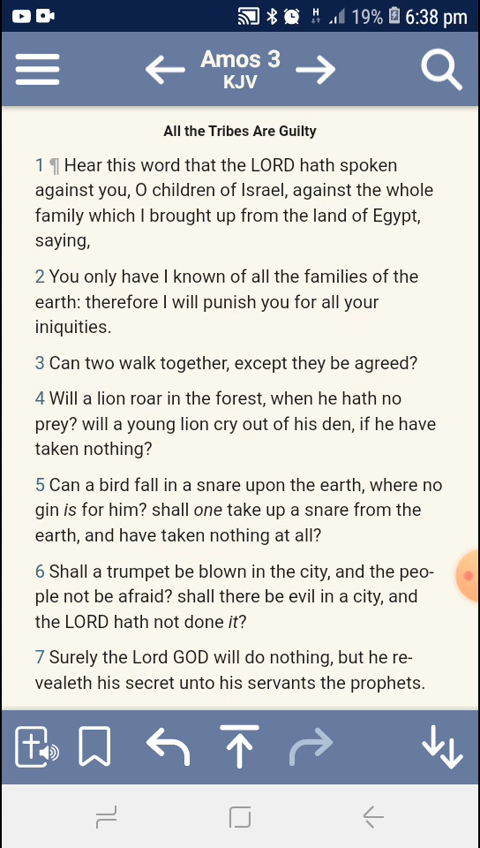 H 19% 6:38 pm
Amos 3
KJV
All the Tribes Are Guilty
1 ¶ Hear this word that the LORD hath spoken
against you, O children of Israel, against the whole
family which I brought up from the land of Egypt,
saying,
2 You only have I known of all the families of the
earth: therefore I will punish you for all your
iniquities.
3 Can two walk together, except they be agreed?
4 Will a lion roar in the forest, when he hath no
prey? will a young lion cry out of his den, if he have
taken nothing?
5 Can a bird fall in a snare upon the earth, where no
gin is for him? shall one take up a snare from the
earth, and have taken nothing at all?
6 Shall a trumpet be blown in the city, and the peo-
ple not be afraid? shall there be evil in a city, and
the LORD hath not done it?
7 Surely the Lord GOD will do nothing, but he re-
vealeth his secret unto his servants the prophets.